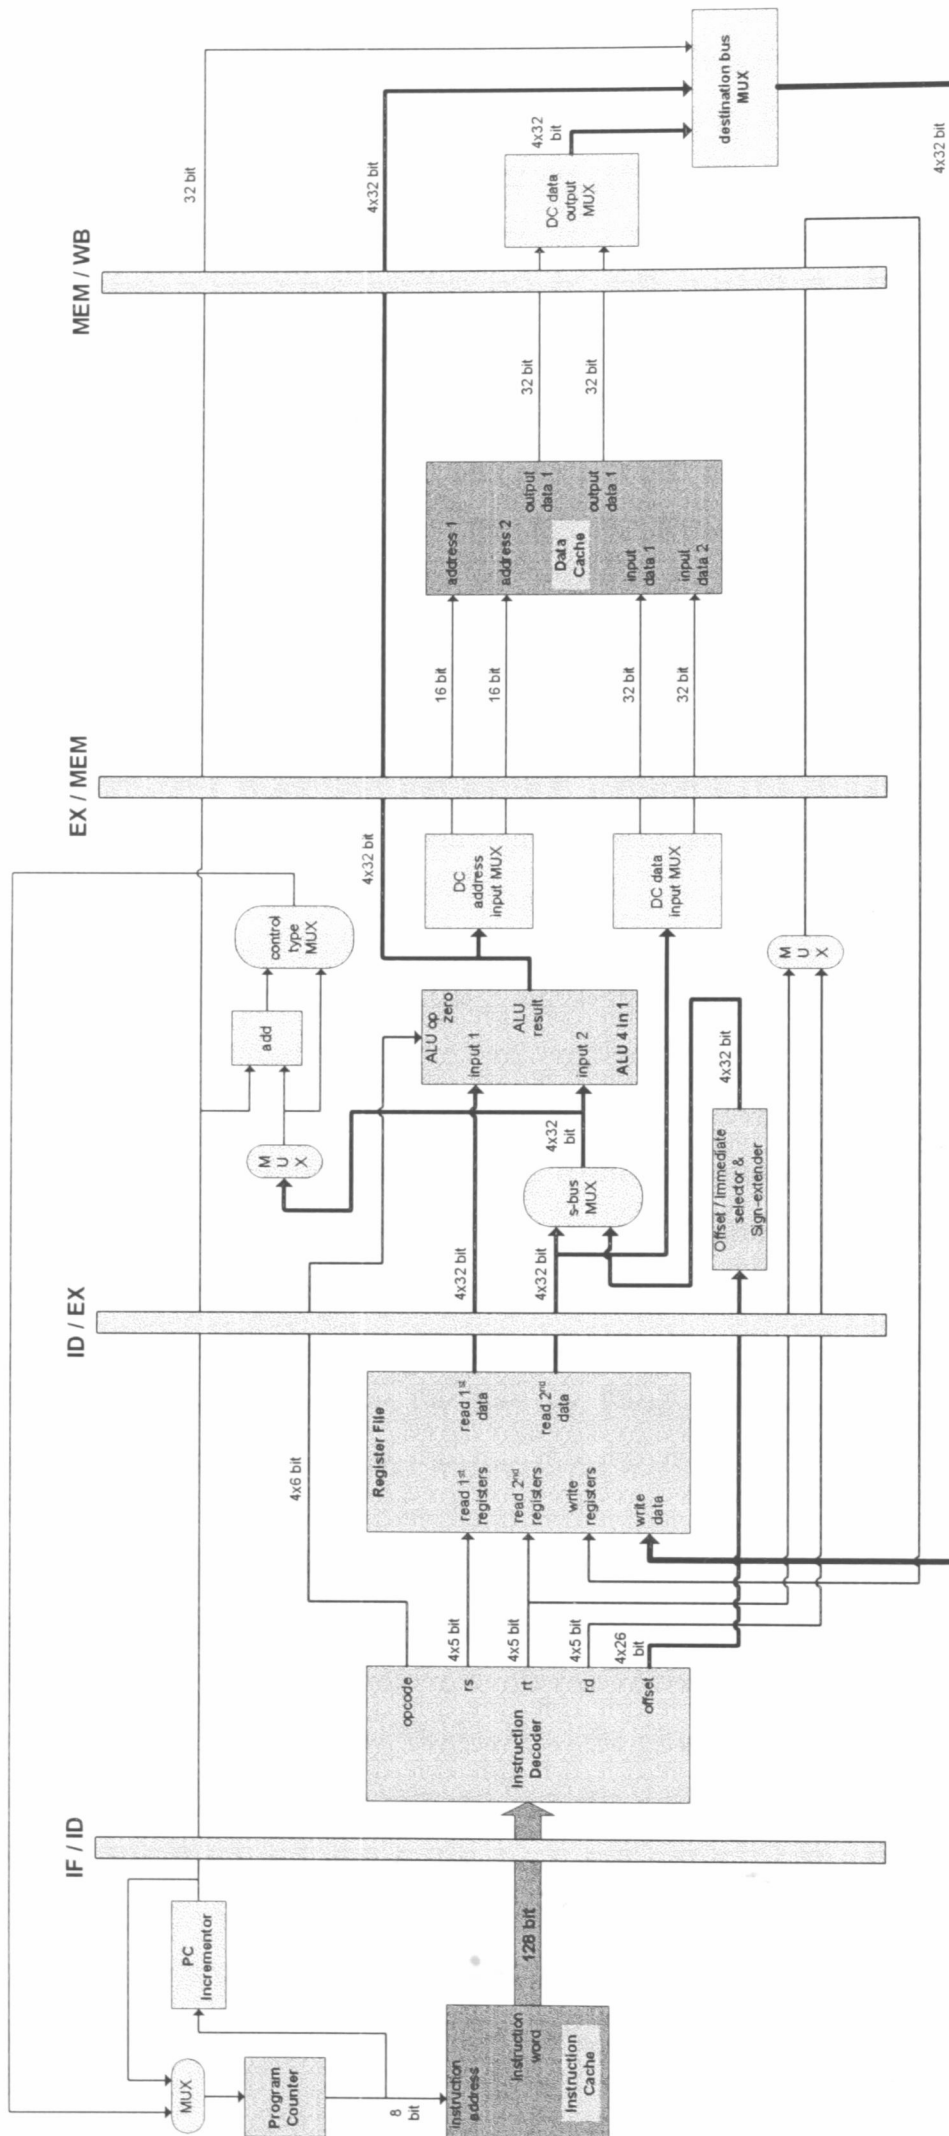 IF / ID
ID / EX
EX / MEM
MEM / WB
MUX
Program
Counter
PC
Incrementor
8
bit
instruction
address
Instruction
word
Instruction
Cache
128 bit
Instruction
Decoder
opcode
rs
rt
rd
offset
4x6 bit
4x5 bit
4x5 bit
4x5 bit
4x26
bit
Register File
read 1st
registers
read 2nd
registers
write
registers
write
data
read 1st
data
read 2nd
data
4x32 bit
4x32 bit
M
U
X
add
control
type
MUX
s-bus
MUX
4x32
bit
Offset / Immediate
selector &
Sign-extender
4x32 bit
ALU op
zero
input 1
ALU
result
input 2
ALU 4 in 1
M
U
X
4x32 bit
DC
address
input MUX
DC data
input MUX
16 bit
16 bit
32 bit
32 bit
address 1
address 2
output
data 1
Data
Cache
output
data 1
input
data 1
input
data 2
32 bit
32 bit
32 bit
4x32 bit
DC data
output
MUX
4x32
bit
destination bus
MUX
4x32 bit